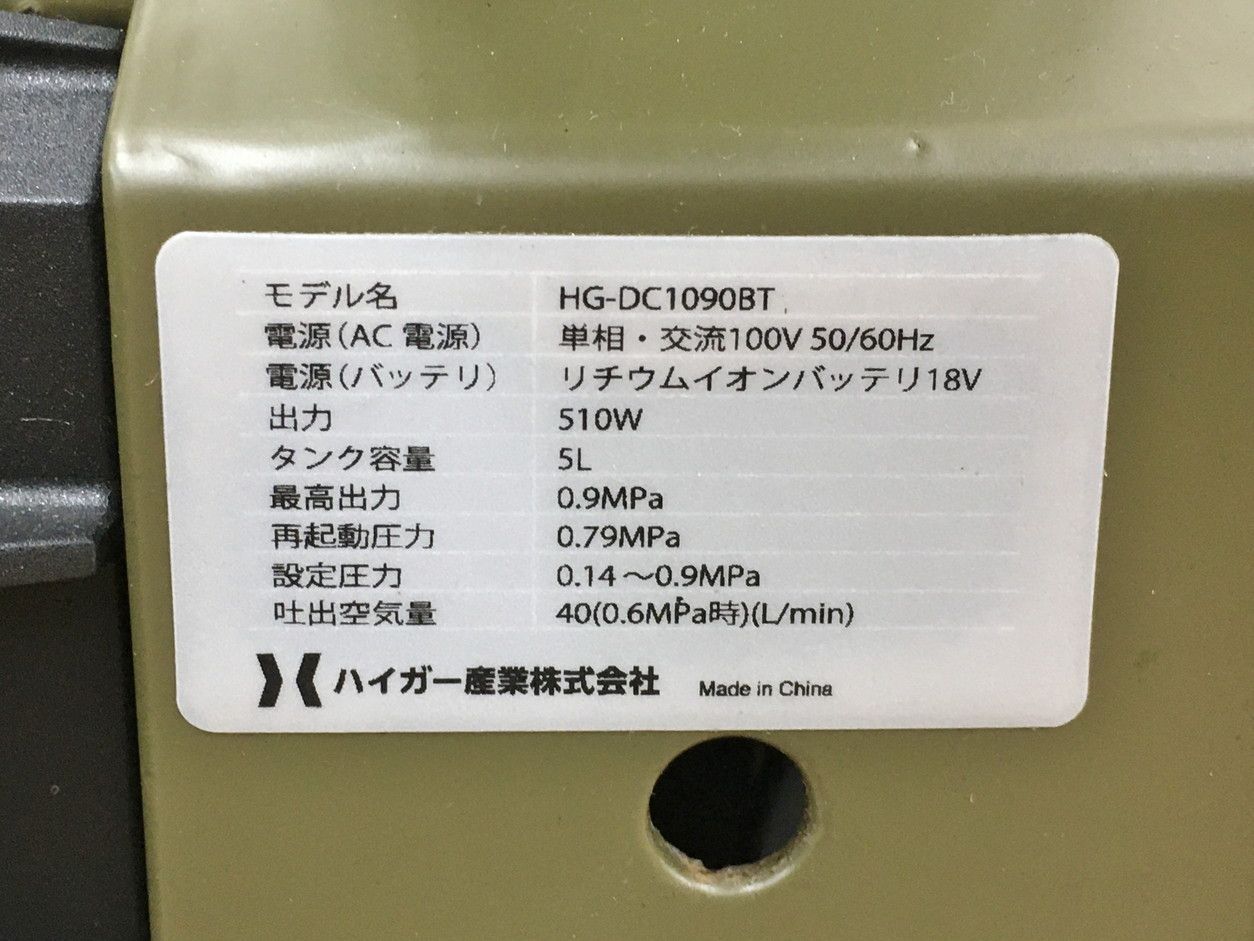 モデル名 HG-DC1090BT
電源(AC 電源) 単相・交流100V 50/60Hz
電源(バッテリ) リチウムイオンバッテリ18V
出力 510W
タンク容量 5L
最高出力 0.9MPa
再起動圧力 0.79MPa
設定圧力 0.14～0.9MPa
吐出空気量 40(0.6MPa時)(L/min)
ハイガー産業株式会社 Made in China